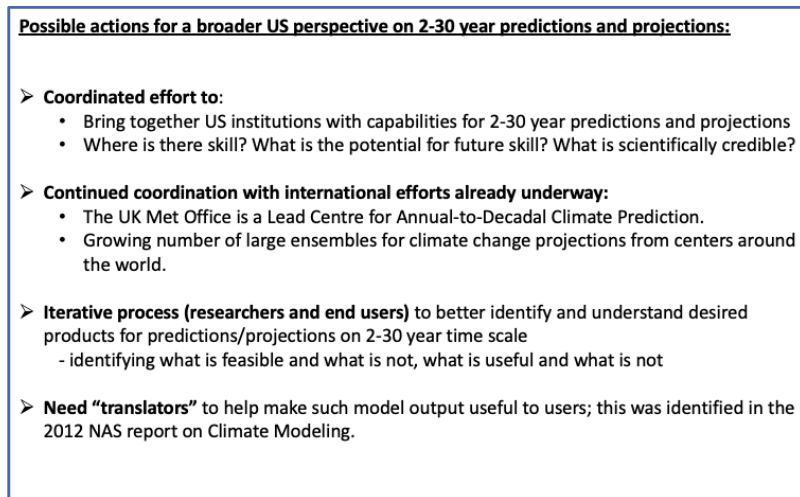 Possible actions for a broader US perspective on 2-30 year predictions and projections:
➢ Coordinated effort to:
• Bring together US institutions with capabilities for 2-30 year predictions and projections
• Where is there skill? What is the potential for future skill? What is scientifically credible?
➢ Continued coordination with international efforts already underway:
• The UK Met Office is a Lead Centre for Annual-to-Decadal Climate Prediction.
• Growing number of large ensembles for climate change projections from centers around
the world.
➢ Iterative process (researchers and end users) to better identify and understand desired
products for predictions/projections on 2-30 year time scale
- identifying what is feasible and what is not, what is useful and what is not
➢ Need “translators” to help make such model output useful to users; this was identified in the
2012 NAS report on Climate Modeling.